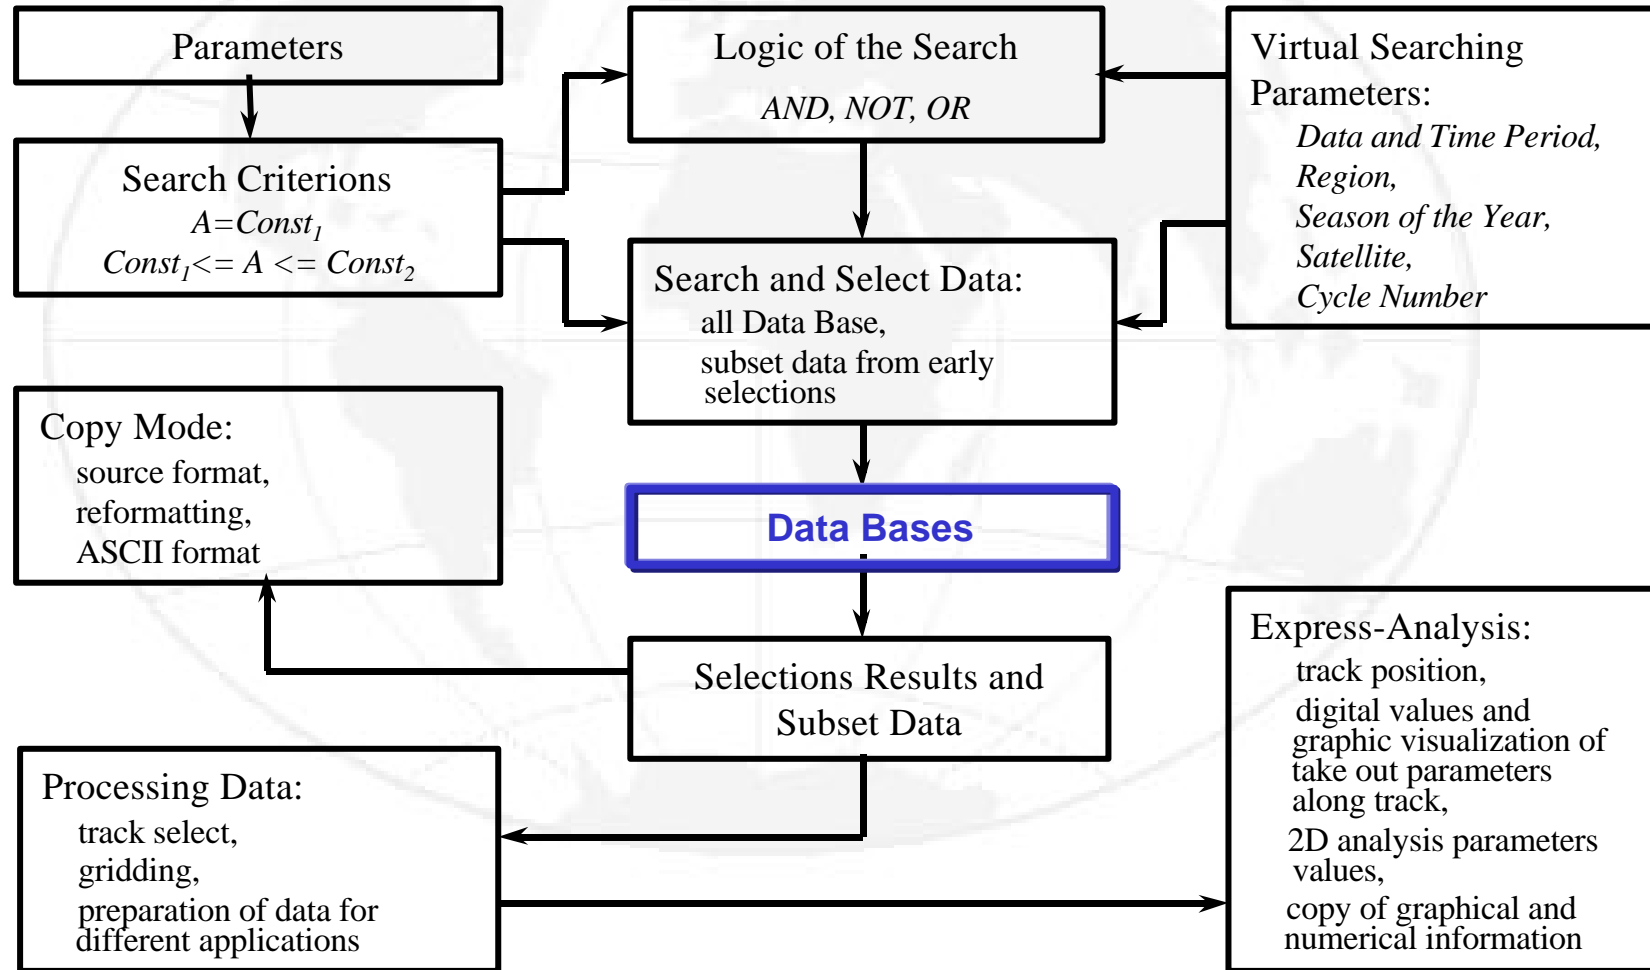 Parameters
Search Criterions
A=Const1
Const1<= A <= Const2
Logic of the Search
AND, NOT, OR
Virtual Searching
Parameters:
Data and Time Period,
Region,
Season of the Year,
Satellite,
Cycle Number
Search and Select Data:
all Data Base,
subset data from early
selections
Copy Mode:
source format,
reformatting,
ASCII format
Data Bases
Selections Results and
Subset Data
Processing Data:
track select,
gridding,
preparation of data for
different applications
Express-Analysis:
track position,
digital values and
graphic visualization of
take out parameters
along track,
2D analysis parameters
values,
copy of graphical and
numerical information